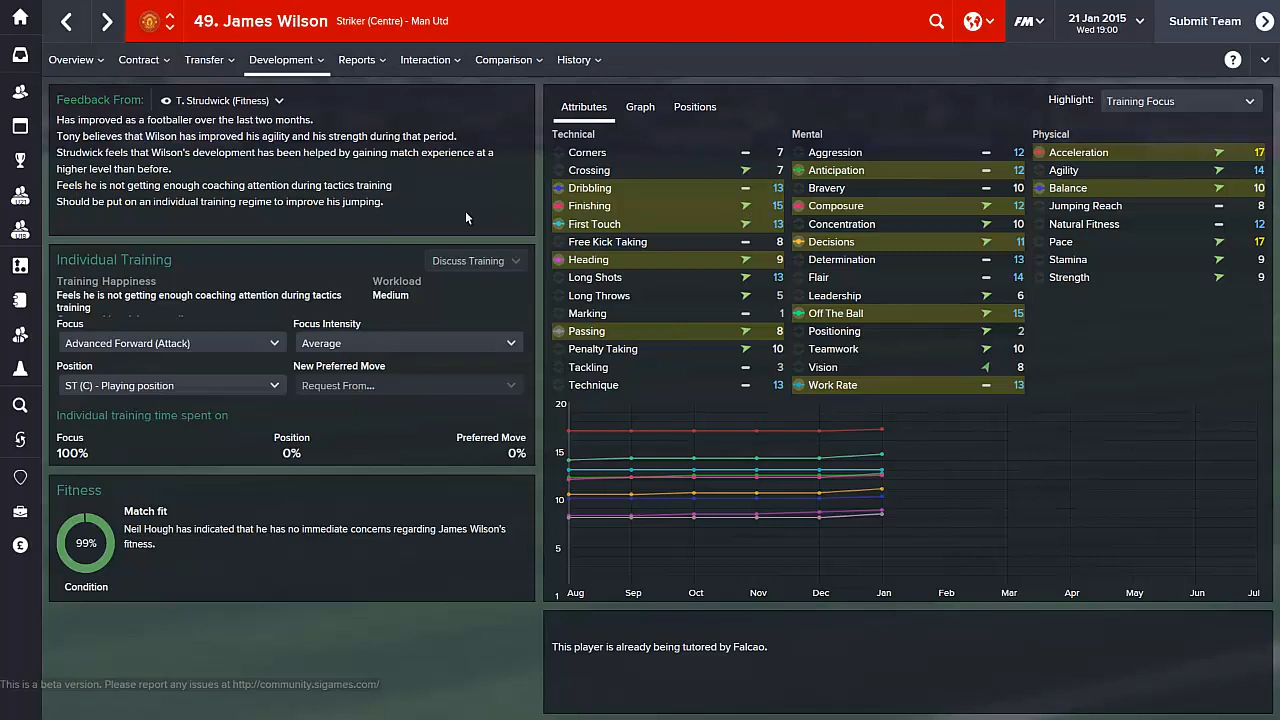 49. James Wilson Striker (Centre) - Man Utd
FM
21 Jan 2015
Wed 19:00
Submit Team
Overview Contract Transfer Development Reports Interaction Comparison History
?
Feedback From: T. Strudwick (Fitness)
Has improved as a footballer over the last two months.
Tony believes that Wilson has improved his agility and his strength during that period.
Strudwick feels that Wilson's development has been helped by gaining match experience at a
higher level than before.
Feels he is not getting enough coaching attention during tactics training
Should be put on an individual training regime to improve his jumping.
Individual Training
Discuss Training
Training Happiness
Workload
Feels he is not getting enough coaching attention during tactics
training
Medium
Focus
Focus Intensity
Advanced Forward (Attack)
Average
Position
New Preferred Move
ST (C) - Playing position
Request From...
Individual training time spent on
Focus Position Preferred Move
100% 0% 0%
Fitness
99%
Condition
Match fit
Neil Hough has indicated that he has no immediate concerns regarding James Wilson's
fitness.
Attributes Graph Positions
Highlight: Training Focus
Technical
Corners 7
Crossing 7
Dribbling 13
Finishing 15
First Touch 13
Free Kick Taking 8
Heading 9
Long Shots 13
Long Throws 5
Marking 1
Passing 8
Penalty Taking 10
Tackling 3
Technique 13
Mental
Aggression 12
Anticipation 12
Bravery 10
Composure 12
Concentration 10
Decisions 11
Determination 13
Flair 14
Leadership 6
Off The Ball 15
Positioning 2
Teamwork 10
Vision 8
Work Rate 13
Physical
Acceleration 17
Agility 14
Balance 10
Jumping Reach 8
Natural Fitness 12
Pace 17
Stamina 9
Strength 9
20
15
10
5
1
Aug Sep Oct Nov Dec Jan Feb Mar Apr May Jun Jul
This player is already being tutored by Falcao.
This is a beta version. Please report any issues at http://community.sigames.com/